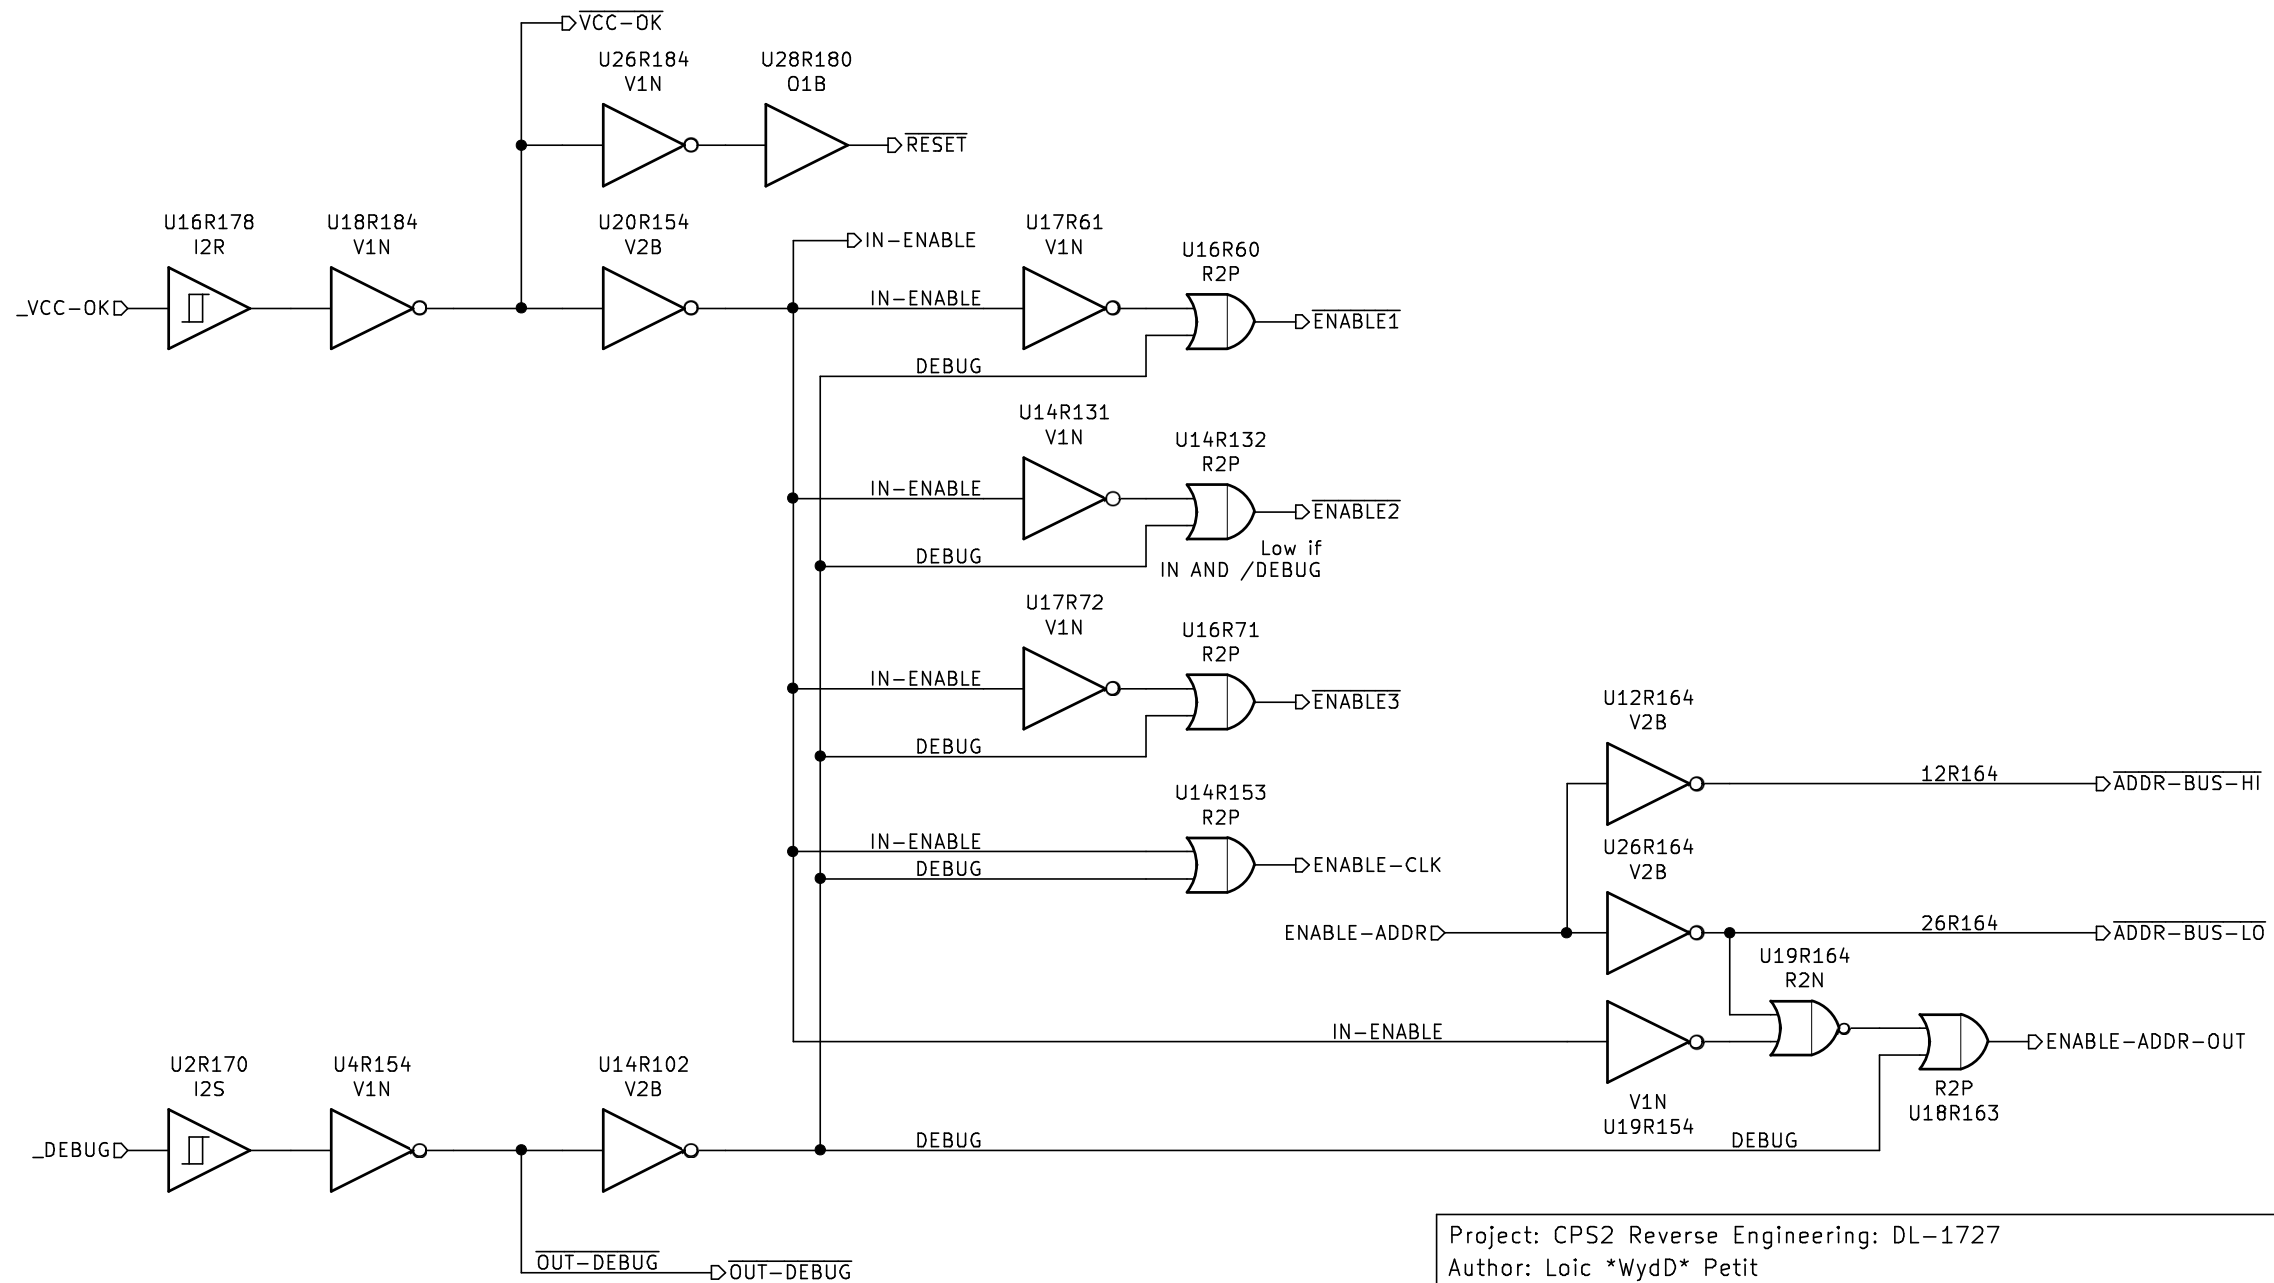 VCC-OK
U26R184
V1N
U28R180
O1B
RESET
U16R178
I2R
U18R184
V1N
U20R154
V2B
IN-ENABLE
U17R61
V1N
U16R60
R2P
_VCC-OK
IN-ENABLE
ENABLE1
DEBUG
U14R131
V1N
U14R132
R2P
IN-ENABLE
ENABLE2
Low if
IN AND /DEBUG
DEBUG
U17R72
V1N
U16R71
R2P
IN-ENABLE
ENABLE3
DEBUG
U12R164
V2B
12R164
ADDR-BUS-HI
U14R153
R2P
IN-ENABLE
DEBUG
ENABLE-CLK
U26R164
V2B
ENABLE-ADDR
26R164
ADDR-BUS-LO
U19R164
R2N
IN-ENABLE
ENABLE-ADDR-OUT
U2R170
I2S
U4R154
V1N
U14R102
V2B
V1N
U19R154
R2P
U18R163
_DEBUG
DEBUG
DEBUG
OUT-DEBUG
OUT-DEBUG
Project: CPS2 Reverse Engineering: DL-1727
Author: Loic *WydD* Petit